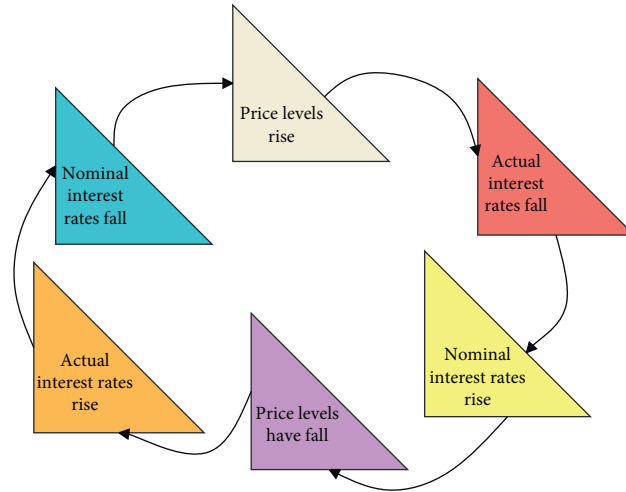 Price levels
rise
Actual
interest
rates fall
Nominal
interest rates
rise
Price levels
have fall
Actual
interest rates
rise
Nominal
interest
rates fall